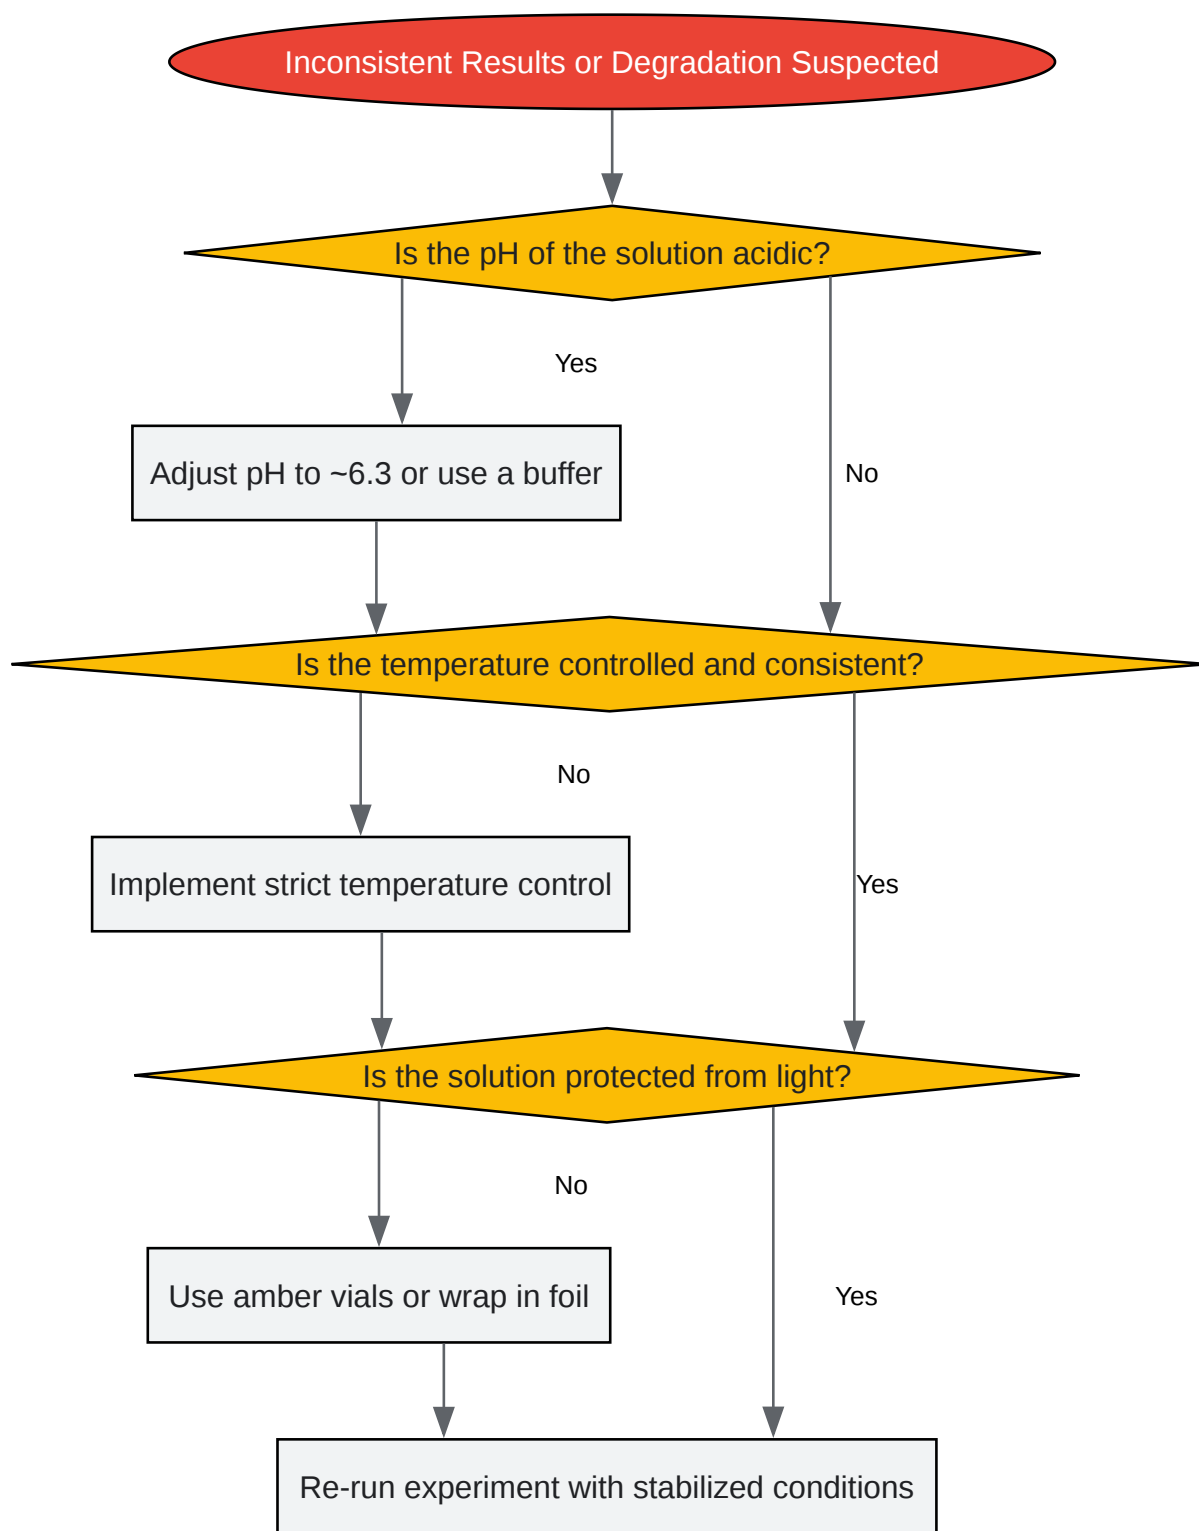 Inconsistent Results or Degradation Suspected
Is the pH of the solution acidic?
Yes
Adjust pH to ~6.3 or use a buffer
No
Is the temperature controlled and consistent?
No
Implement strict temperature control
Yes
Is the solution protected from light?
No
Use amber vials or wrap in foil
Yes
Re-run experiment with stabilized conditions